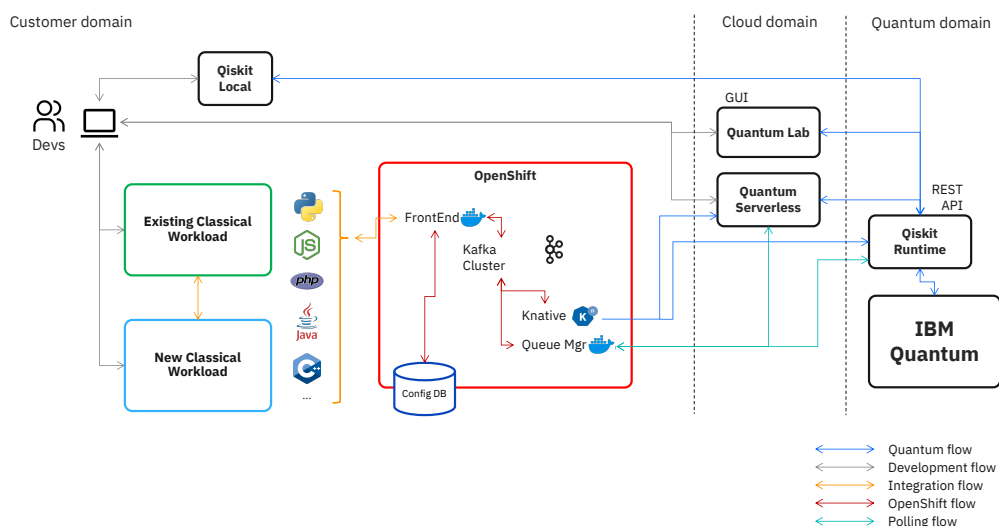 Customer domain
Cloud domain
Quantum domain
Qiskit
Local
GUI
Devs
Quantum Lab
OpenShift
Existing Classical
Workload
FrontEnd
Quantum
Serverless
REST
API
JS
Kafka
Cluster
Qiskit
Runtime
php
Knative
K
Java
Queue Mgr
IBM
Quantum
New Classical
Workload
C++
Config DB
...
Quantum flow
Development flow
Integration flow
OpenShift flow
Polling flow